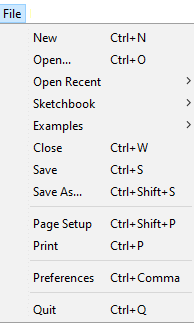 File
New Ctrl+N
Open... Ctrl+O
Open Recent
Sketchbook
Examples
Close Ctrl+W
Save Ctrl+S
Save As... Ctrl+Shift+S
Page Setup Ctrl+Shift+P
Print Ctrl+P
Preferences Ctrl+Comma
Quit Ctrl+Q